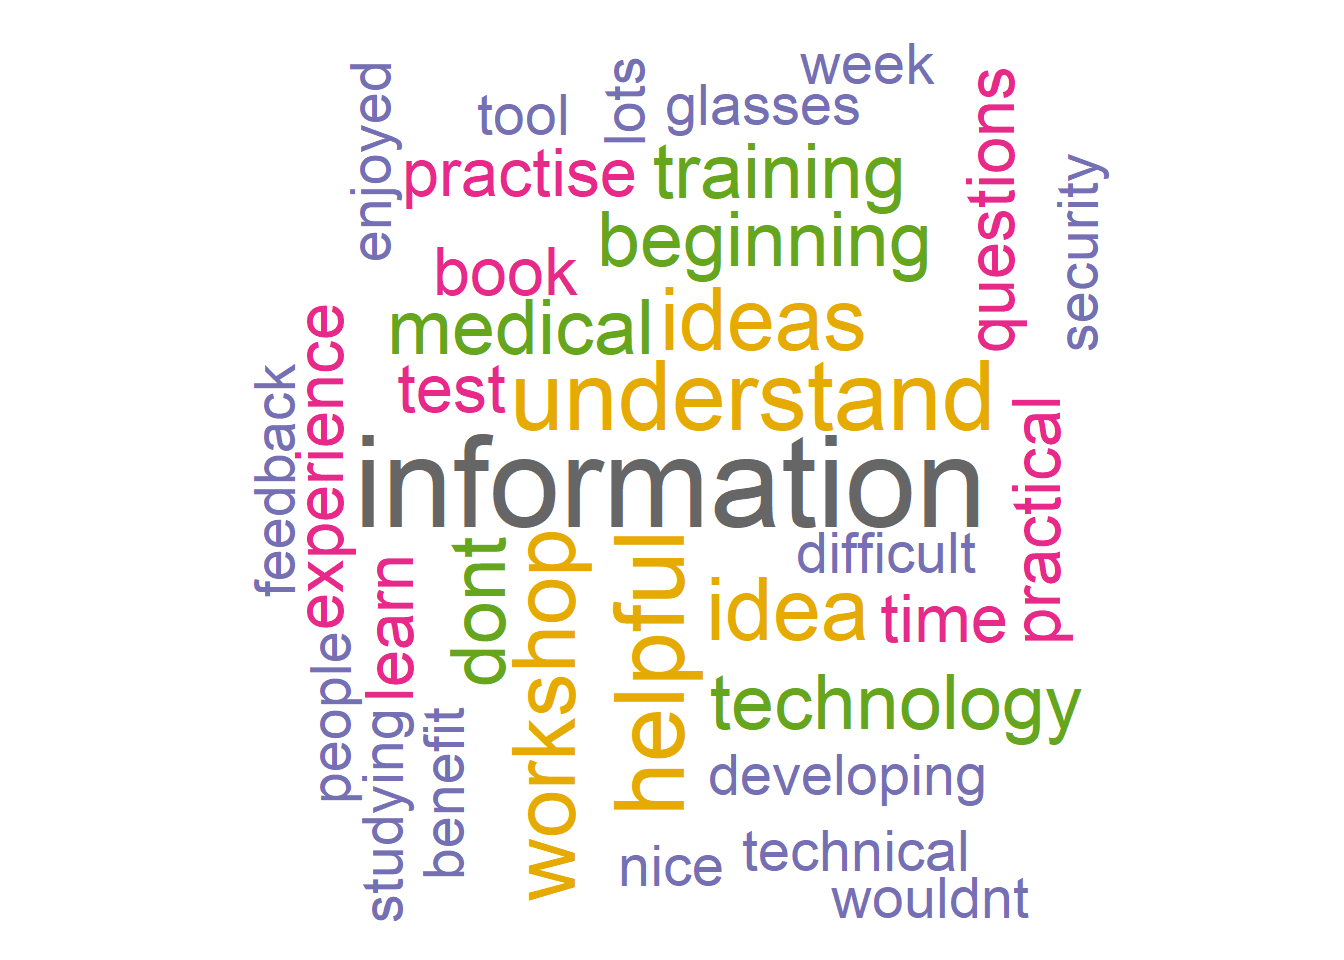 week
lots
glasses
tool
enjoyed
practise
training
questions
security
beginning
book
ideas
medical
experience
feedback
test
understand
practical
information
difficult
dont
workshop
helpful
learn
idea
time
people
technology
studying
benefit
developing
nice
technical
wouldnt